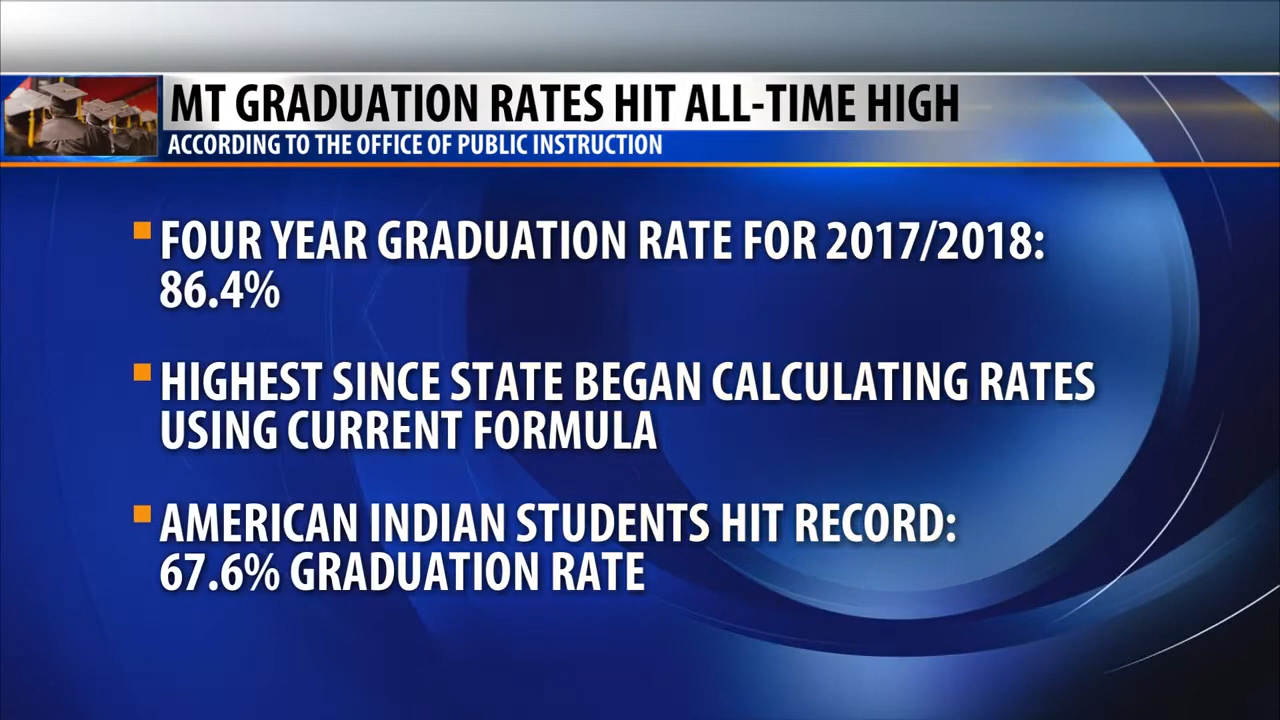 MT GRADUATION RATES HIT ALL-TIME HIGH
ACCORDING TO THE OFFICE OF PUBLIC INSTRUCTION
FOUR YEAR GRADUATION RATE FOR 2017/2018:
86.4%
HIGHEST SINCE STATE BEGAN CALCULATING RATES
USING CURRENT FORMULA
AMERICAN INDIAN STUDENTS HIT RECORD:
67.6% GRADUATION RATE